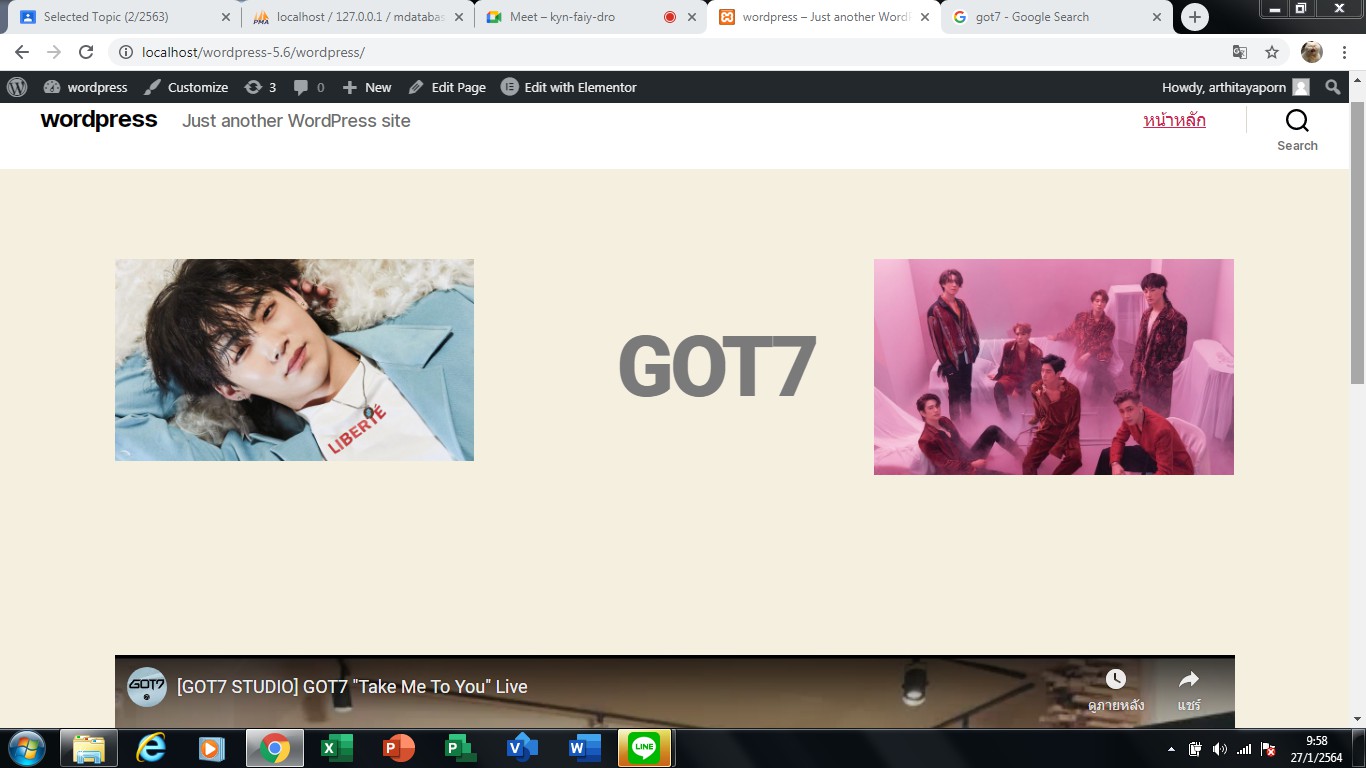 Selected Topic (2/2563)
localhost / 127.0.0.1 / mdatabas
Meet – kyn-faiy-dro
wordpress – Just another WordP
got7 - Google Search
localhost/wordpress-5.6/wordpress/
wordpress
Customize
3
0
New
Edit Page
Edit with Elementor
Howdy, arthitayaporn
wordpress
Just another WordPress site
หน้าหลัก
Search
LIBERTÉ
GOT7
GOT7
[GOT7 STUDIO] GOT7 "Take Me To You" Live
ดูภายหลัง
แชร์
LINE
9:58
27/1/2564